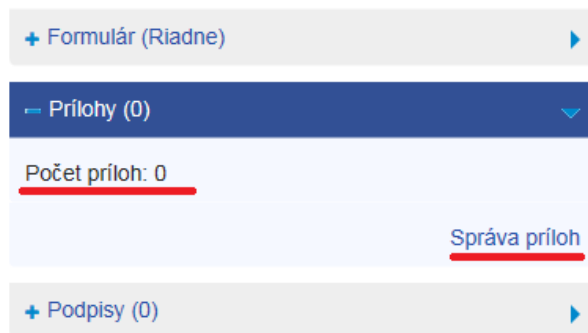 Formulár (Riadne)
Prílohy (0)
Počet príloh: 0
Správa príloh
Podpisy (0)